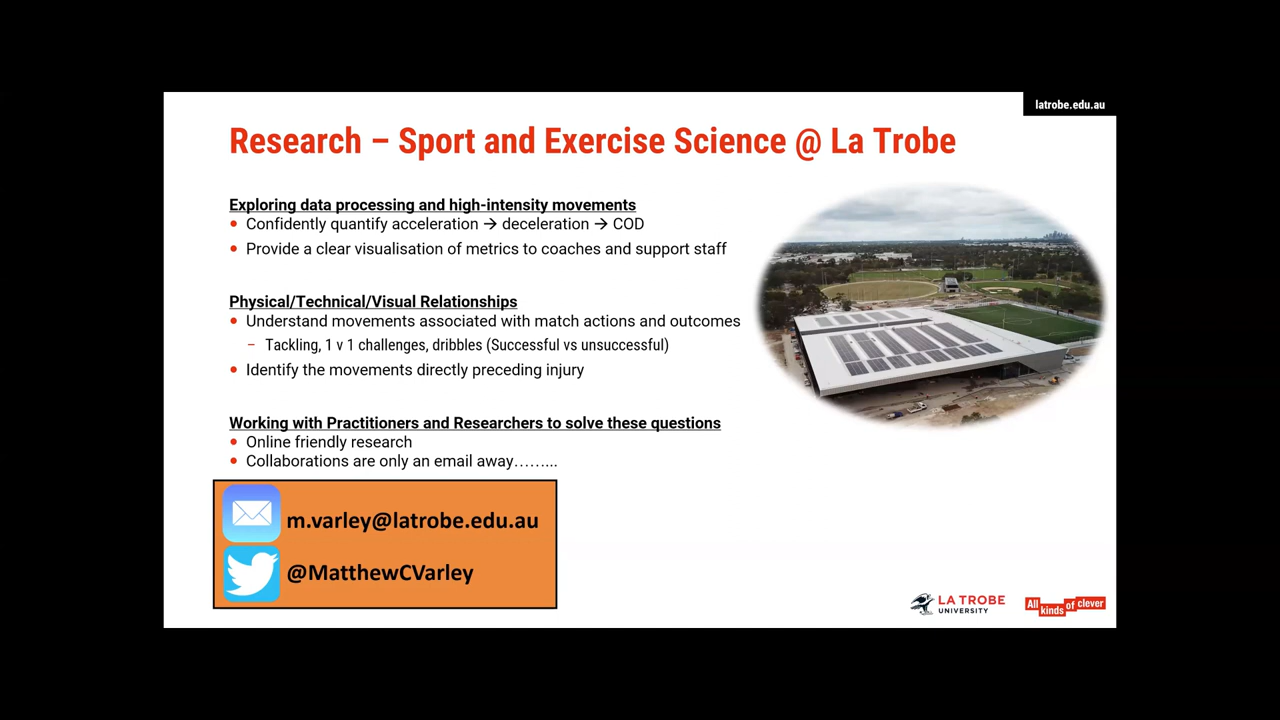 latrobe.edu.au
Research – Sport and Exercise Science @ La Trobe
Exploring data processing and high-intensity movements
• Confidently quantify acceleration → deceleration → COD
• Provide a clear visualisation of metrics to coaches and support staff
Physical/Technical/Visual Relationships
• Understand movements associated with match actions and outcomes
– Tackling, 1 v 1 challenges, dribbles (Successful vs unsuccessful)
• Identify the movements directly preceding injury
Working with Practitioners and Researchers to solve these questions
• Online friendly research
• Collaborations are only an email away……...
m.varley@latrobe.edu.au
@MatthewCVarley
LA TROBE
UNIVERSITY
All kinds of clever